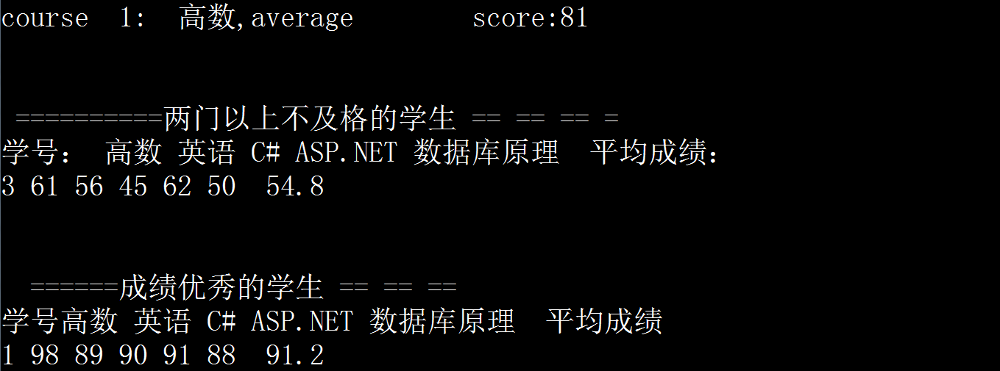 course  1:  高数,average        score:81
==========两门以上不及格的学生 == == == =
学号： 高数 英语 C# ASP.NET 数据库原理  平均成绩：
3 61 56 45 62 50  54.8
======成绩优秀的学生 == == ==
学号高数 英语 C# ASP.NET 数据库原理  平均成绩
1 98 89 90 91 88  91.2